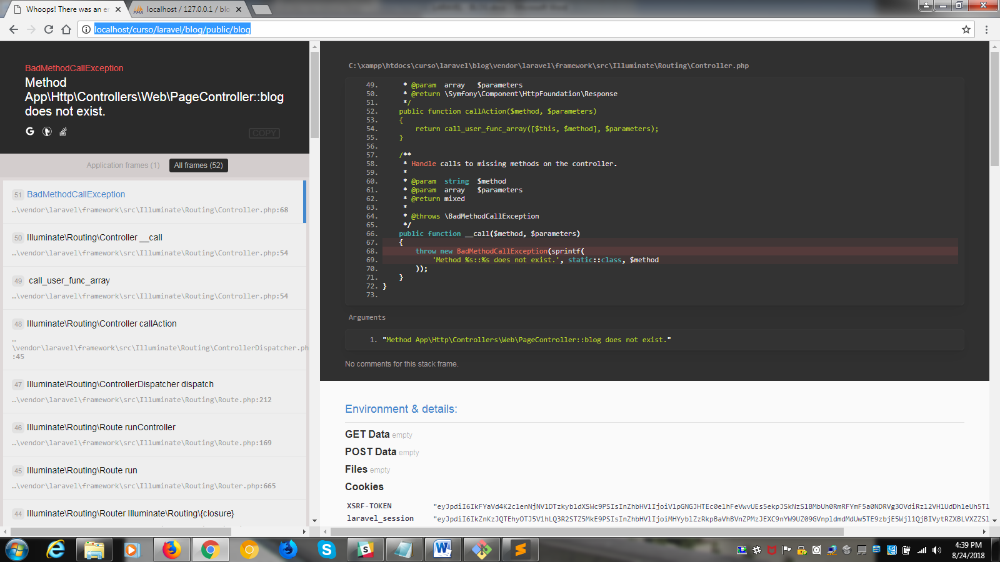 Whoops! There was an er
localhost / 127.0.0.1 / blo
localhost/curso/laravel/blog/public/blog
BadMethodCallException
Method
App\Http\Controllers\Web\PageController::blog
does not exist.
COPY
Application frames (1)
All frames (52)
51 BadMethodCallException
…\vendor\laravel\framework\src\Illuminate\Routing\Controller.php:68
50 Illuminate\Routing\Controller __call
…\vendor\laravel\framework\src\Illuminate\Routing\Controller.php:54
49 call_user_func_array
…\vendor\laravel\framework\src\Illuminate\Routing\Controller.php:54
48 Illuminate\Routing\Controller callAction
…
\vendor\laravel\framework\src\Illuminate\Routing\ControllerDispatcher.ph
:45
47 Illuminate\Routing\ControllerDispatcher dispatch
…\vendor\laravel\framework\src\Illuminate\Routing\Route.php:212
46 Illuminate\Routing\Route runController
…\vendor\laravel\framework\src\Illuminate\Routing\Route.php:169
45 Illuminate\Routing\Route run
…\vendor\laravel\framework\src\Illuminate\Routing\Router.php:665
44 Illuminate\Routing\Router Illuminate\Routing\{closure}
C:\xampp\htdocs\curso\laravel\blog\vendor\laravel\framework\src\Illuminate\Routing\Controller.php
49. * @param array $parameters
50. * @return \Symfony\Component\HttpFoundation\Response
51. */
52. public function callAction($method, $parameters)
53. {
54. return call_user_func_array([$this, $method], $parameters);
55. }
56.
57. /**
58. * Handle calls to missing methods on the controller.
59. *
60. * @param string $method
61. * @param array $parameters
62. * @return mixed
63. *
64. * @throws \BadMethodCallException
65. */
66. public function __call($method, $parameters)
67. {
68. throw new BadMethodCallException(sprintf(
69. 'Method %s::%s does not exist.', static::class, $method
70. ));
71. }
72. }
73.
Arguments
1. "Method App\Http\Controllers\Web\PageController::blog does not exist."
No comments for this stack frame.
Environment & details:
GET Data empty
POST Data empty
Files empty
Cookies
XSRF-TOKEN
laravel_session
4:39 PM
8/24/2018